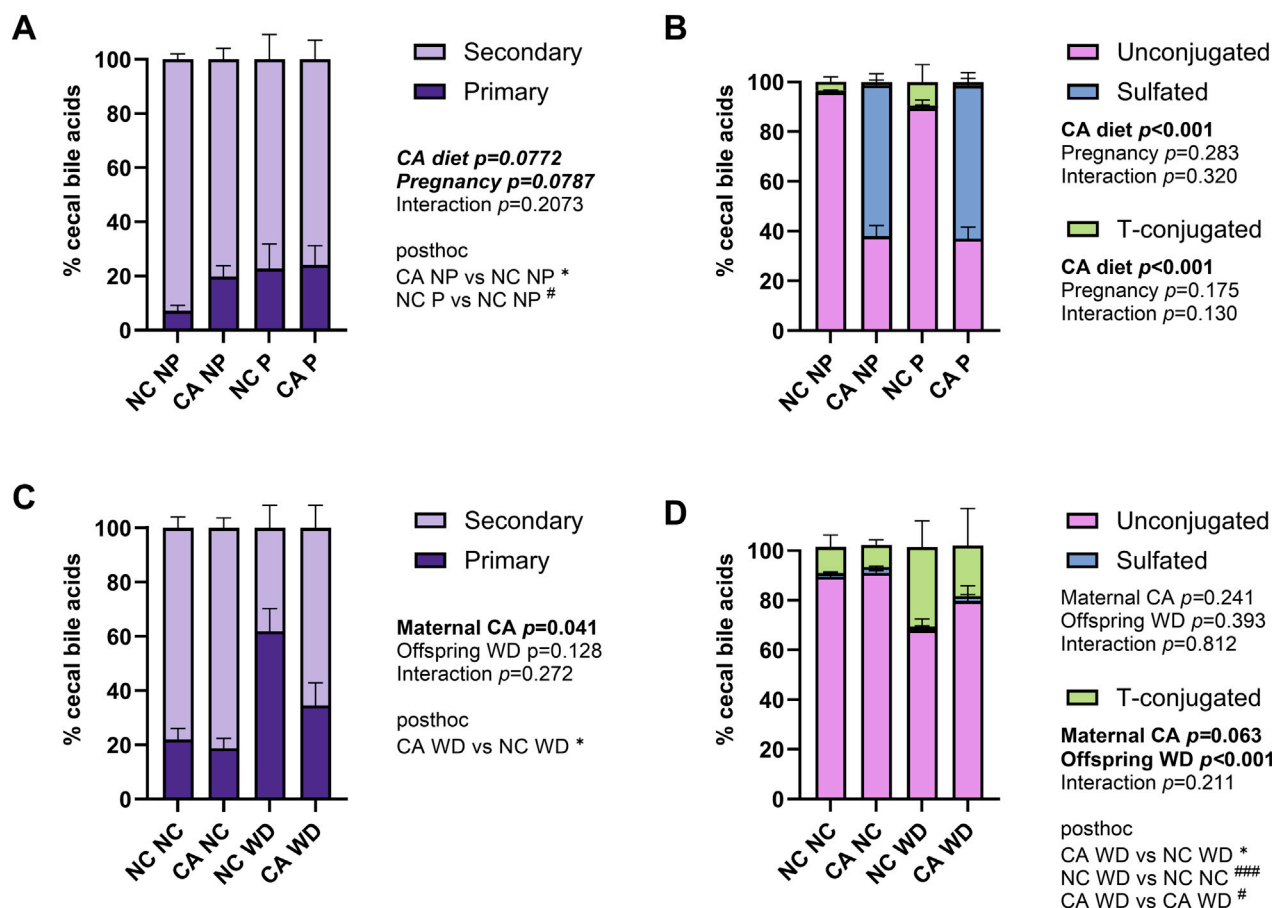 A
% cecal bile acids
100
80
60
40
20
0
NC NP
CA NP
NC P
CA P
Secondary
Primary
CA diet p=0.0772
Pregnancy p=0.0787
Interaction p=0.2073
posthoc
CA NP vs NC NP *
NC P vs NC NP #
B
% cecal bile acids
100
80
60
40
20
0
NC NP
CA NP
NC P
CA P
Unconjugated
Sulfated
CA diet p<0.001
Pregnancy p=0.283
Interaction p=0.320
T-conjugated
CA diet p<0.001
Pregnancy p=0.175
Interaction p=0.130
C
% cecal bile acids
100
80
60
40
20
0
NC NC
CA NC
NC WD
CA WD
Secondary
Primary
Maternal CA p=0.041
Offspring WD p=0.128
Interaction p=0.272
posthoc
CA WD vs NC WD *
D
% cecal bile acids
100
80
60
40
20
0
NC NC
CA NC
NC WD
CA WD
Unconjugated
Sulfated
Maternal CA p=0.241
Offspring WD p=0.393
Interaction p=0.812
T-conjugated
Maternal CA p=0.063
Offspring WD p<0.001
Interaction p=0.211
posthoc
CA WD vs NC WD *
NC WD vs NC NC ###
CA WD vs CA WD #